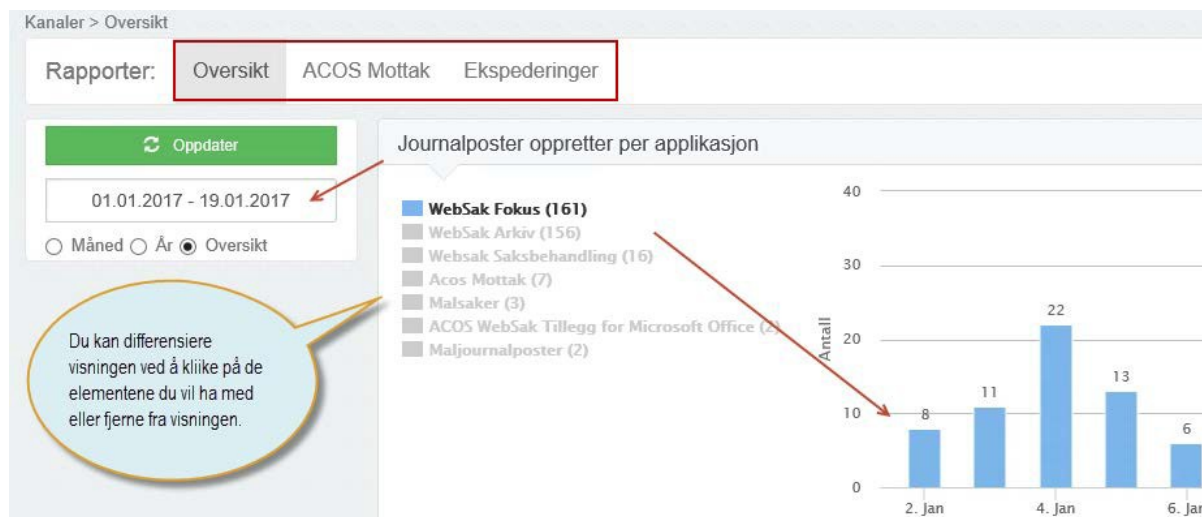 Kanaler > Oversikt
Rapporter: Oversikt ACOS Mottak Ekspederinger
Oppdater
01.01.2017 - 19.01.2017
Måned År Oversikt
Du kan differensiere
visningen ved å kliike på de
elementene du vil ha med
eller fjerne fra visningen.
Journalposter oppretter per applikasjon
WebSak Fokus (161)
WebSak Arkiv (156)
Websak Saksbehandling (16)
Acos Mottak (7)
Malsaker (3)
ACOS WebSak Tillegg for Microsoft Office (2)
Maljournalposter (2)
Antall
40
30
20
10
0
8
11
22
13
6
2. Jan
4. Jan
6. Jan